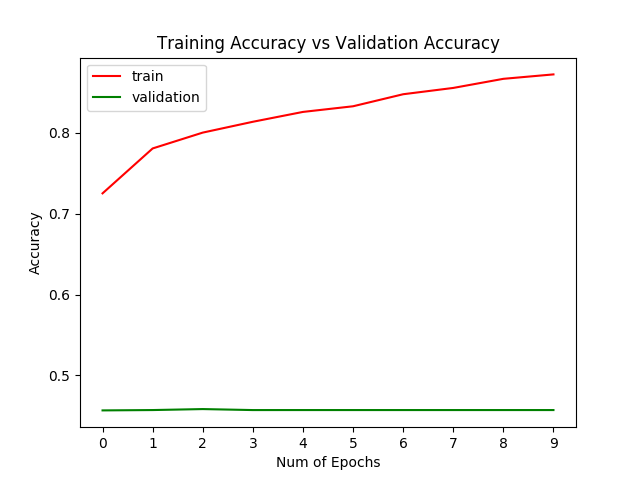 Training Accuracy vs Validation Accuracy
train
validation
0.8
0.7
0.6
0.5
Accuracy
0 1 2 3 4 5 6 7 8 9
Num of Epochs